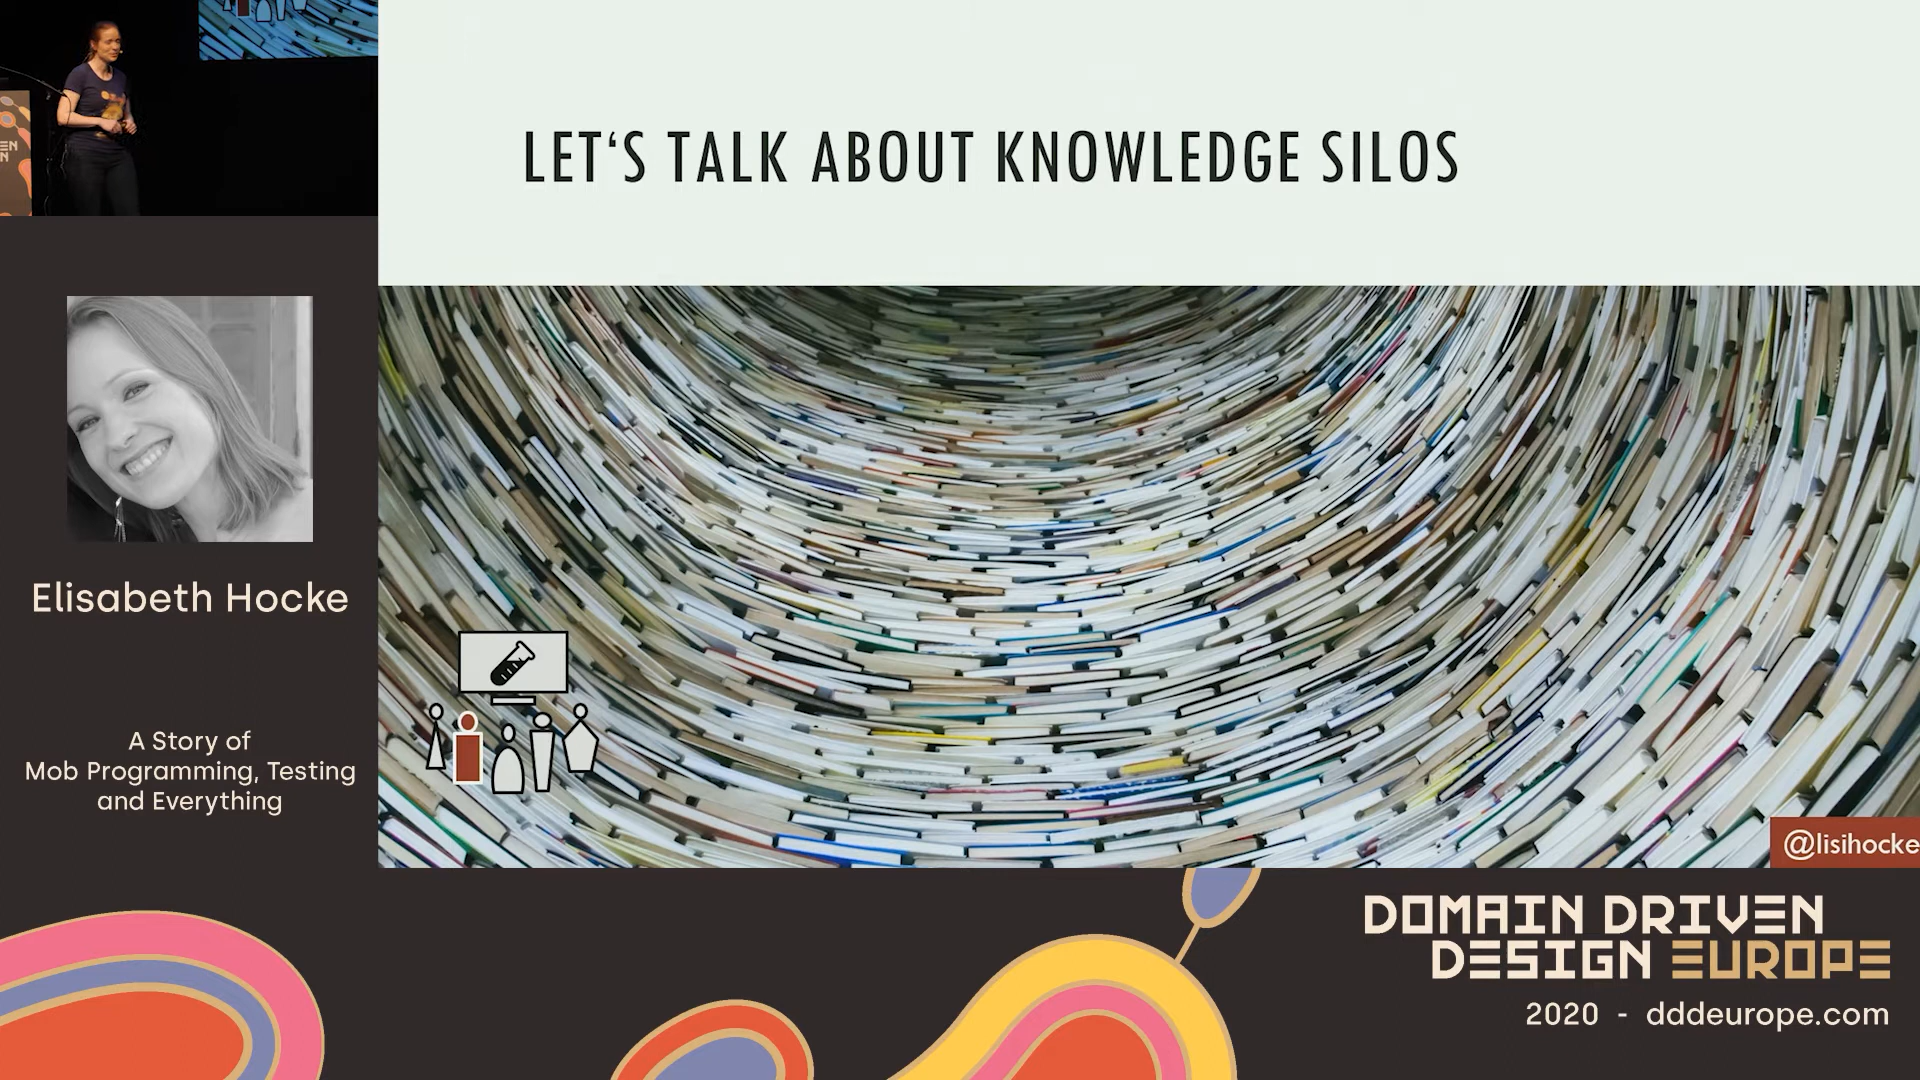 LET‘S TALK ABOUT KNOWLEDGE SILOS
Elisabeth Hocke
A Story of
Mob Programming, Testing
and Everything
@lisihocke
DOMAIN DRIVEN
DESIGN EUROPE
2020 - dddeurope.com